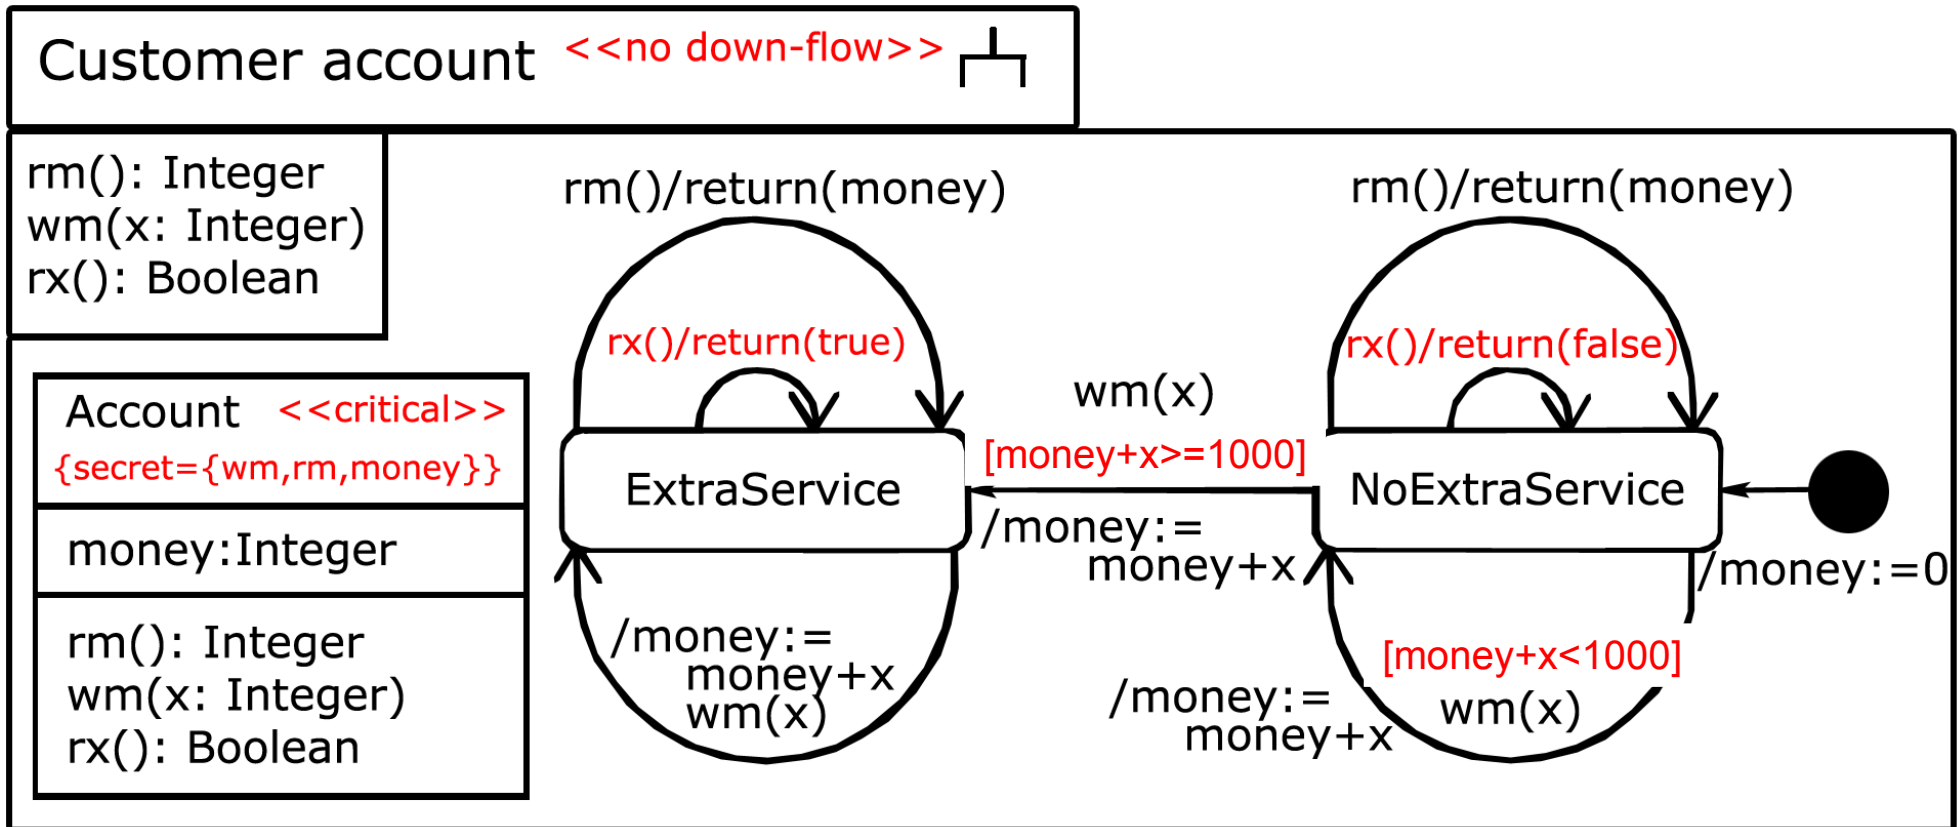 Customer account <<no down-flow>>
rm(): Integer
wm(x: Integer)
rx(): Boolean
Account <<critical>>
{secret={wm,rm,money}}
money:Integer
rm(): Integer
wm(x: Integer)
rx(): Boolean
rm()/return(money)
rx()/return(true)
ExtraService
/money:=
money+x
wm(x)
wm(x)
[money+x>=1000]
/money:=
money+x
rm()/return(money)
rx()/return(false)
NoExtraService
/money:=0
[money+x<1000]
wm(x)
/money:=
money+x